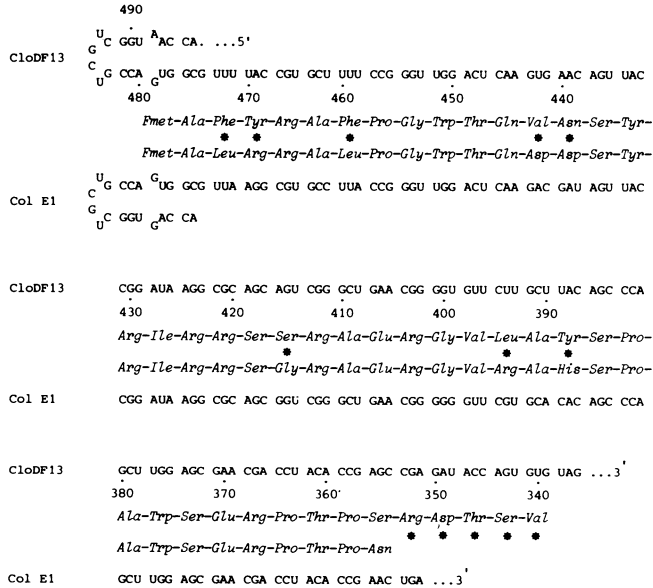 490
U C GGU A AC CA. ...5'
CloDF13 G
C
U G CCA G UG GCG UUU UAC CGU GCU UUU CCG GGU UGG ACU CAA GUG AAC AGU UAC
480 470 460 450 440
Fmet-Ala-Phe-Tyr-Arg-Ala-Phe-Pro-Gly-Trp-Thr-Gln-Val-Asn-Ser-Tyr-
Fmet-Ala-Leu-Arg-Ala-Leu-Pro-Gly-Trp-Thr-Gln-Asp-Asp-Ser-Tyr-
U G CCA G UG GCG UUA AGG CGU GCC UUA CCG GGU UGG ACU CAA GAC GAU AGU UAC
Col E1 C
G
U C GGU G AC CA
CloDF13 CGG AUA AGG CGC AGC AGU CGG GCU GAA CGG GGU GUU CUU GCU UAC AGC CCA
430 420 410 400 390
Arg-Ile-Arg-Arg-Ser-Ser-Arg-Ala-Glu-Arg-Gly-Val-Leu-Ala-Tyr-Ser-Pro-
Arg-Ile-Arg-Arg-Ser-Gly-Arg-Ala-Glu-Arg-Gly-Val-Arg-Ala-His-Ser-Pro-
Col E1 CGG AUA AGG CGC AGC GGU CGG GCU GAA CGG GGG GUU CGU GCA CAC AGC CCA
CloDF13 GCU UGG AGC GAA CGA CCU ACA CCG AGC CGA GAU ACC AGU GUG UAG ...3'
380 370 360 350 340
Ala-Trp-Ser-Glu-Arg-Pro-Thr-Pro-Ser-Arg-Asp-Thr-Ser-Val
Ala-Trp-Ser-Glu-Arg-Pro-Thr-Pro-Asn
Col E1 GCU UGG AGC GAA CGA CCU ACA CCG AAC UGA ...3'